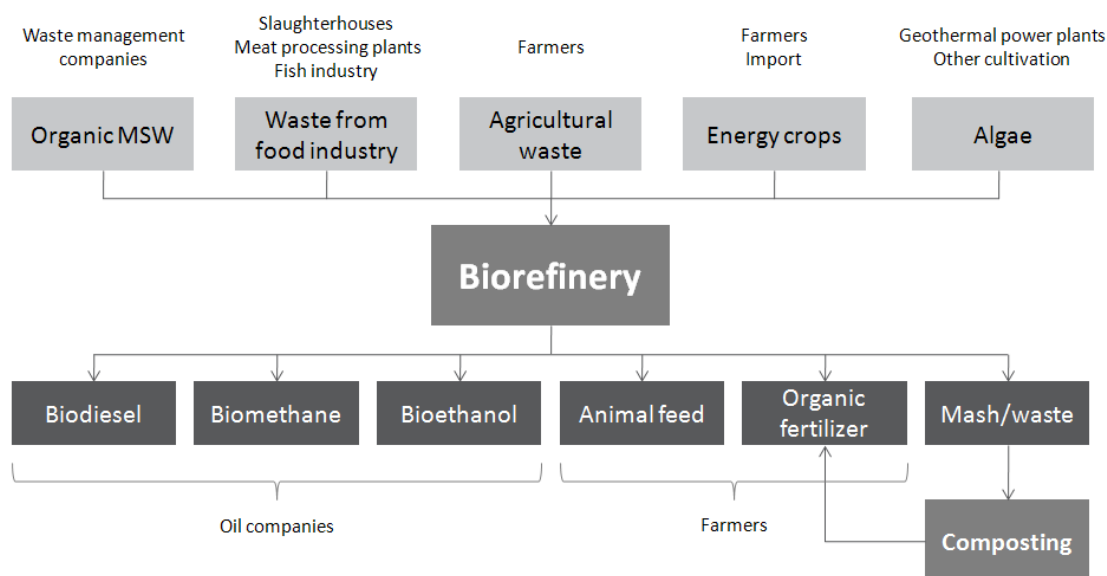 Waste management
companies
Slaughterhouses
Meat processing plants
Fish industry
Farmers
Farmers
Import
Geothermal power plants
Other cultivation
Organic MSW
Waste from
food industry
Agricultural
waste
Energy crops
Algae
Biorefinery
Biodiesel
Biomethane
Bioethanol
Animal feed
Organic
fertilizer
Mash/waste
Oil companies
Farmers
Composting